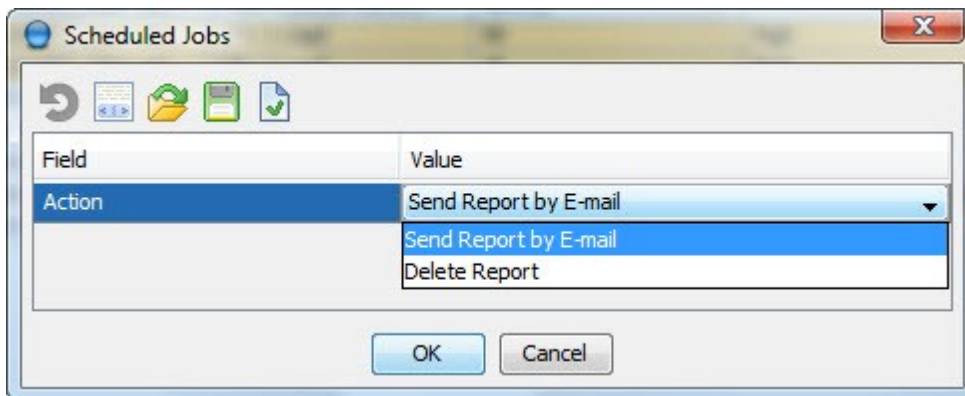 Scheduled Jobs
Field Value
Action Send Report by E-mail
Send Report by E-mail
Delete Report
OK Cancel